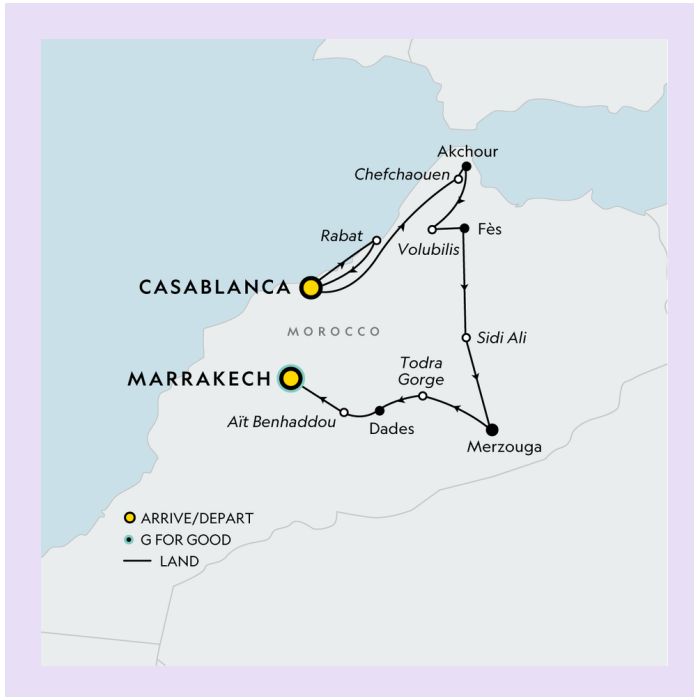 Akchour
Chefchaouen
Rabat
Volubilis
Fès
CASABLANCA
MOROCCO
Sidi Ali
MARRAKECH
Todra
Gorge
Aït Benhaddou
Dades
Merzouga
ARRIVE/DEPART
G FOR GOOD
LAND